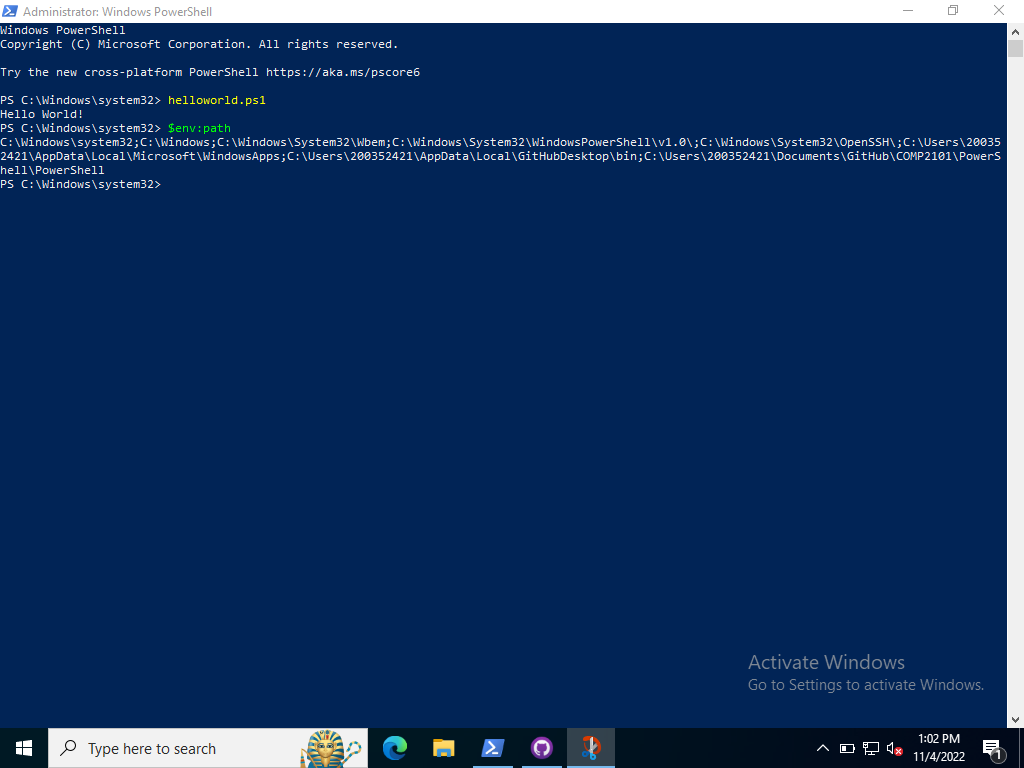 Administrator: Windows PowerShell
Windows PowerShell
Copyright (C) Microsoft Corporation. All rights reserved.
Try the new cross-platform PowerShell https://aka.ms/pscore6
PS C:\Windows\system32> helloworld.ps1
Hello World!
PS C:\Windows\system32> $env:path
C:\Windows\system32;C:\Windows;C:\Windows\System32\Wbem;C:\Windows\System32\WindowsPowerShell\v1.0\;C:\Windows\System32\OpenSSH\;C:\Users\20035
2421\AppData\Local\Microsoft\WindowsApps;C:\Users\200352421\AppData\Local\GitHubDesktop\bin;C:\Users\200352421\Documents\GitHub\COMP2101\PowerS
hell\PowerShell
PS C:\Windows\system32>
Activate Windows
Go to Settings to activate Windows.
Type here to search
1:02 PM
11/4/2022
1